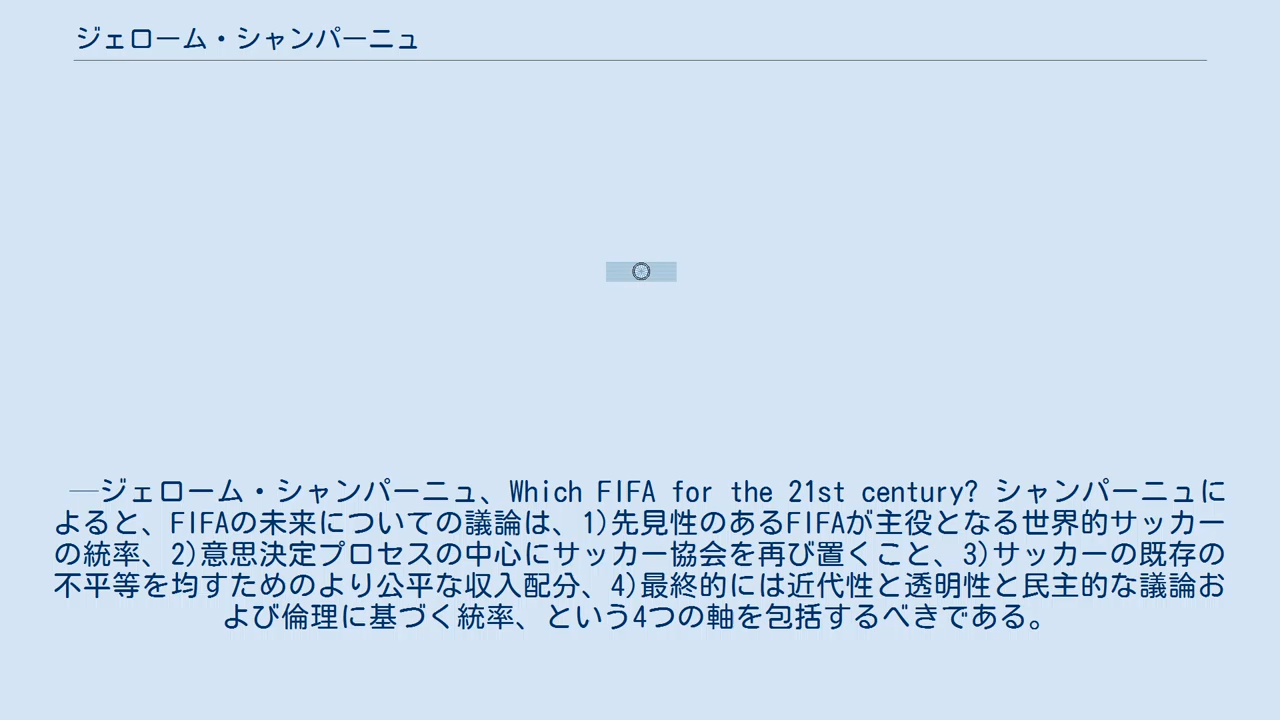 ジェローム・シャンパーニュ
―ジェローム・シャンパーニュ、Which FIFA for the 21st century? シャンパーニュに
よると、FIFAの未来についての議論は、1)先見性のあるFIFAが主役となる世界的サッカー
の統率、2)意思決定プロセスの中心にサッカー協会を再び置くこと、3)サッカーの既存の
不平等を均すためのより公平な収入配分、4)最終的には近代性と透明性と民主的な議論お
よび倫理に基づく統率、という4つの軸を包括するべきである。